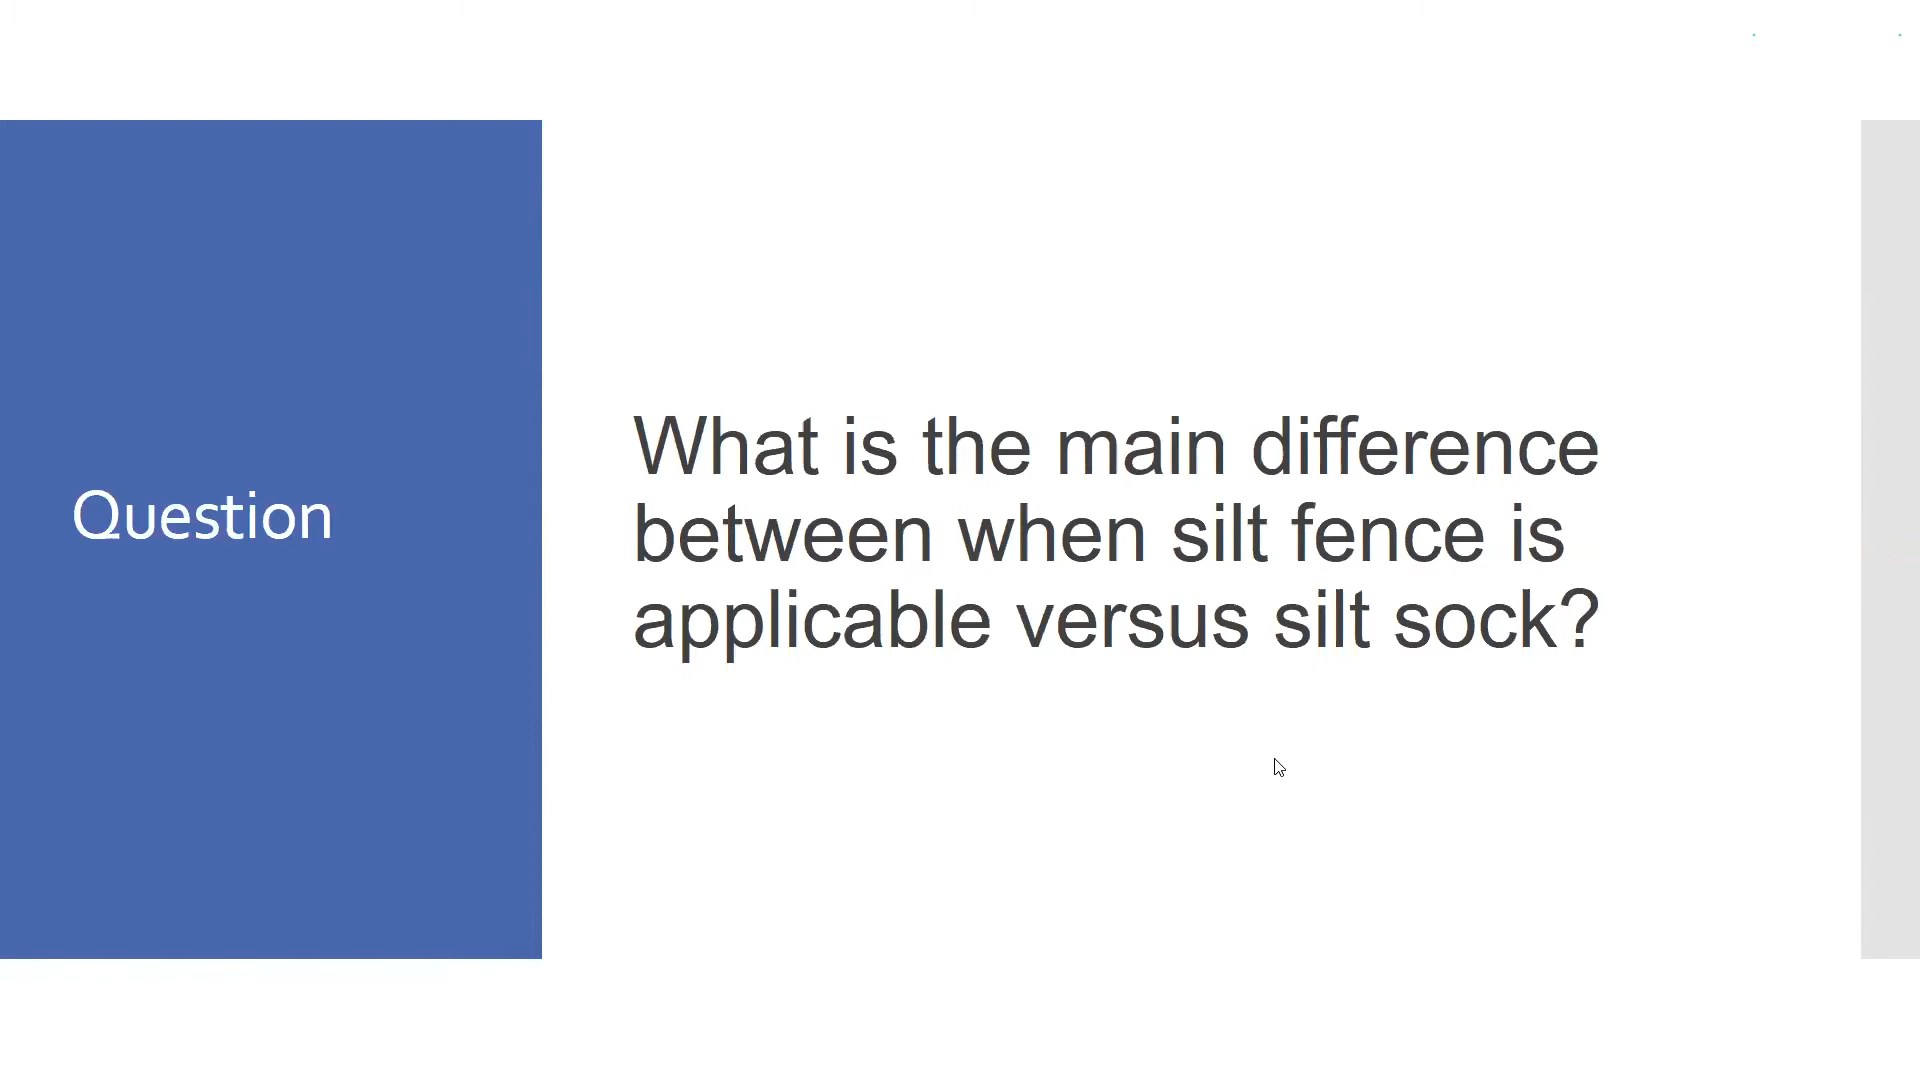 Question
What is the main difference
between when silt fence is
applicable versus silt sock?